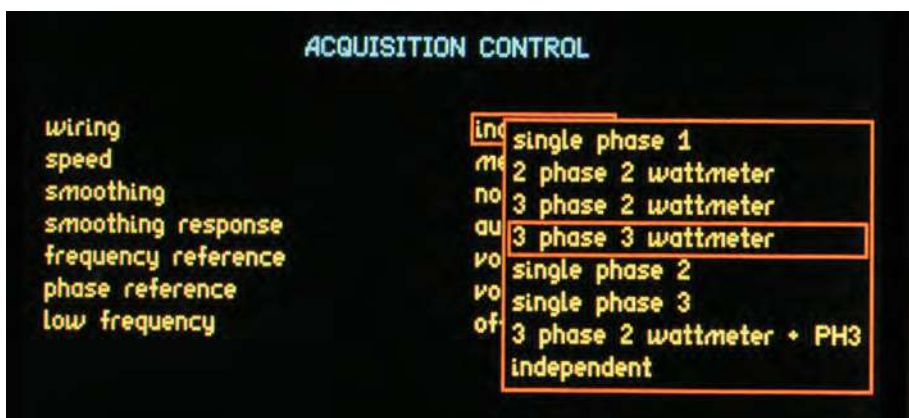 ACQUISITION CONTROL
wiring
speed
smoothing
smoothing response
frequency reference
phase reference
low frequency
single phase 1
2 phase 2 wattmeter
3 phase 2 wattmeter
3 phase 3 wattmeter
single phase 2
single phase 3
3 phase 2 wattmeter + PH3
independent